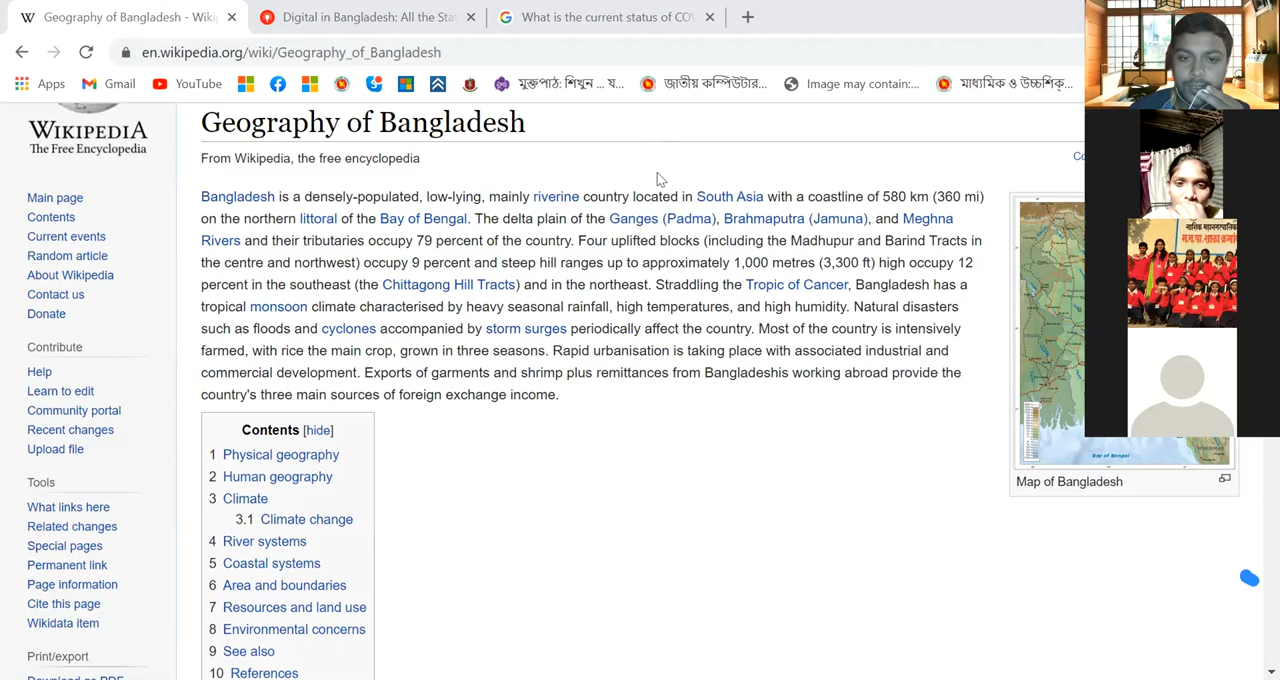 Geography of Bangladesh - Wiki
Digital in Bangladesh: All the Sta
What is the current status of CO
en.wikipedia.org/wiki/Geography_of_Bangladesh
Apps
Gmail
YouTube
মুক্তপাঠ: শিখুন ... য...
জাতীয় কম্পিউটার...
Image may contain:...
মাধ্যমিক ও উচ্চশিক্...
WIKIPEDIA
The Free Encyclopedia
Main page
Contents
Current events
Random article
About Wikipedia
Contact us
Donate
Contribute
Help
Learn to edit
Community portal
Recent changes
Upload file
Tools
What links here
Related changes
Special pages
Permanent link
Page information
Cite this page
Wikidata item
Print/export
Download as PDF
Geography of Bangladesh
From Wikipedia, the free encyclopedia
Co
Bangladesh is a densely-populated, low-lying, mainly riverine country located in South Asia with a coastline of 580 km (360 mi)
on the northern littoral of the Bay of Bengal. The delta plain of the Ganges (Padma), Brahmaputra (Jamuna), and Meghna
Rivers and their tributaries occupy 79 percent of the country. Four uplifted blocks (including the Madhupur and Barind Tracts in
the centre and northwest) occupy 9 percent and steep hill ranges up to approximately 1,000 metres (3,300 ft) high occupy 12
percent in the southeast (the Chittagong Hill Tracts) and in the northeast. Straddling the Tropic of Cancer, Bangladesh has a
tropical monsoon climate characterised by heavy seasonal rainfall, high temperatures, and high humidity. Natural disasters
such as floods and cyclones accompanied by storm surges periodically affect the country. Most of the country is intensively
farmed, with rice the main crop, grown in three seasons. Rapid urbanisation is taking place with associated industrial and
commercial development. Exports of garments and shrimp plus remittances from Bangladeshis working abroad provide the
country's three main sources of foreign exchange income.
Contents [hide]
1 Physical geography
2 Human geography
3 Climate
3.1 Climate change
4 River systems
5 Coastal systems
6 Area and boundaries
7 Resources and land use
8 Environmental concerns
9 See also
10 References
Bay of Bengal
Map of Bangladesh
नाशिक महानगरपालिका
म.न.पा.शाळा क्रमांक